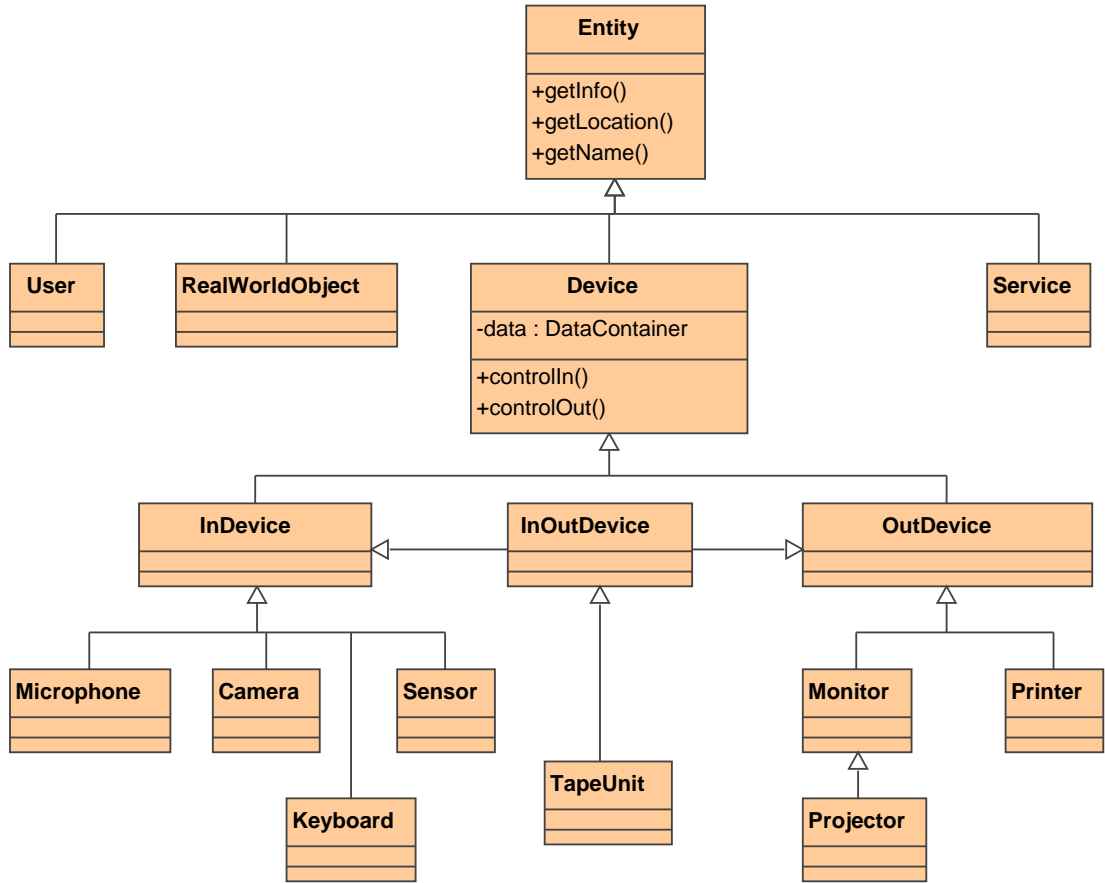 Entity
+getInfo()
+getLocation()
+getName()
User
RealWorldObject
Device
Service
-data : DataContainer
+controlIn()
+controlOut()
InDevice
InOutDevice
OutDevice
Microphone
Camera
Sensor
Monitor
Printer
TapeUnit
Keyboard
Projector